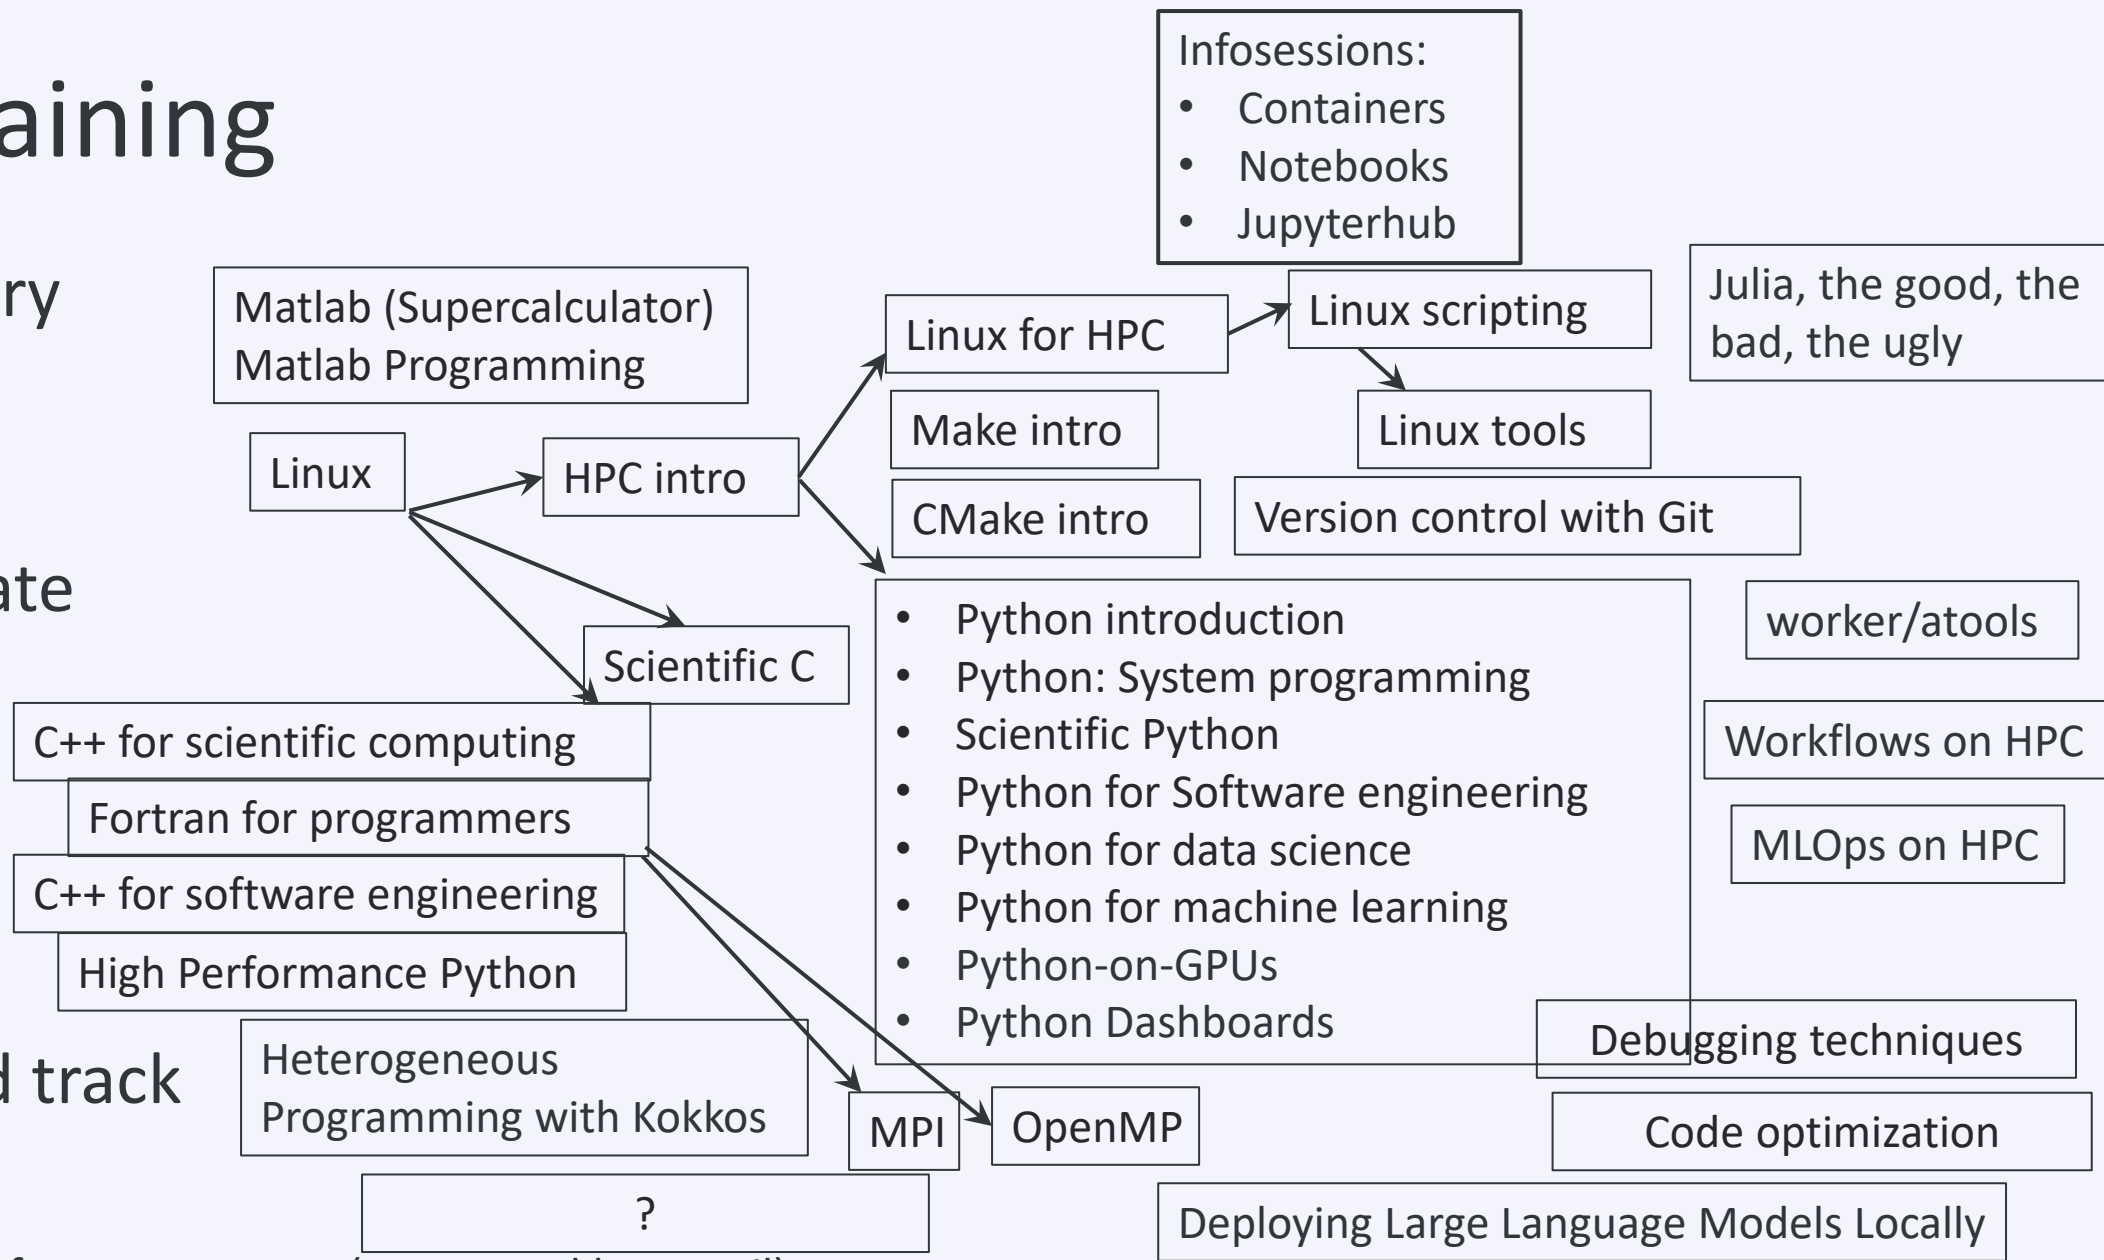 aining
Infosessions:
• Containers
• Notebooks
• Jupyterhub
ry
Matlab (Supercalculator)
Matlab Programming
Linux for HPC
Linux scripting
Julia, the good, the
bad, the ugly
Make intro
Linux tools
Linux
HPC intro
CMake intro
Version control with Git
ate
Scientific C
• Python introduction
• Python: System programming
• Scientific Python
• Python for Software engineering
• Python for data science
• Python for machine learning
• Python-on-GPUs
• Python Dashboards
worker/atools
Workflows on HPC
MLOps on HPC
C++ for scientific computing
Fortran for programmers
C++ for software engineering
High Performance Python
Debugging techniques
d track
Heterogeneous
Programming with Kokkos
MPI
OpenMP
Code optimization
?
Deploying Large Language Models Locally